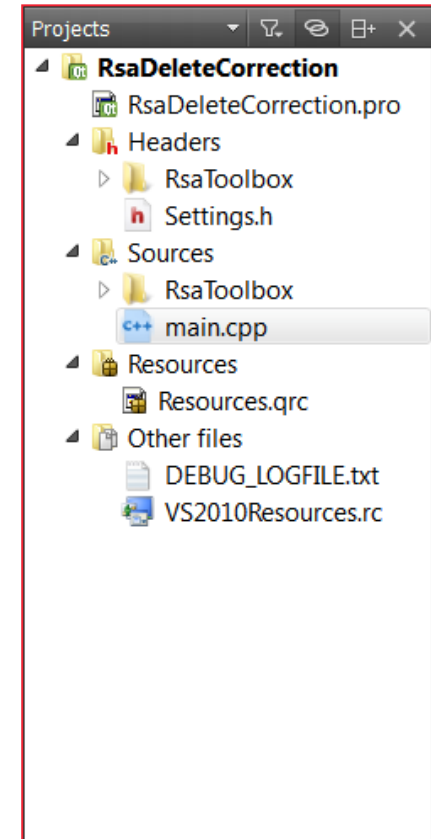 Projects
RsaDeleteCorrection
RsaDeleteCorrection.pro
Headers
RsaToolbox
Settings.h
Sources
RsaToolbox
main.cpp
Resources
Resources.qrc
Other files
DEBUG_LOGFILE.txt
VS2010Resources.rc